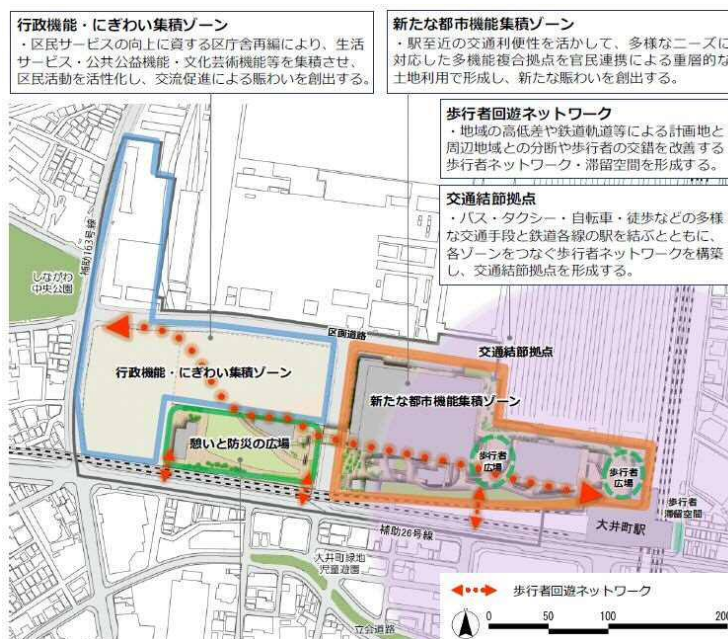 行政機能・にぎわい集積ゾーン
・区民サービスの向上に資する区庁舎再編により、生活
サービス・公共公益機能・文化芸術機能等を集積させ、
区民活動を活性化し、交流促進による賑わいを創出する。
新たな都市機能集積ゾーン
・駅至近の交通利便性を活かして、多様なニーズに
対応した多機能複合拠点を官民連携による重層的な
土地利用で形成し、新たな賑わいを創出する。
歩行者回遊ネットワーク
・地域の高低差や鉄道軌道等による計画地と
周辺地域との分断や歩行者の交錯を改善する
歩行者ネットワーク・滞留空間を形成する。
交通結節拠点
・バス・タクシー・自転車・徒歩などの多様
な交通手段と鉄道各線の駅を結ぶとともに、
各ゾーンをつなぐ歩行者ネットワークを構築
し、交通結節拠点を形成する。
補助163号線
しながわ
中央公園
区画道路
交通結節拠点
行政機能・にぎわい集積ゾーン
新たな都市機能集積ゾーン
憩いと防災の広場
歩行者
広場
歩行者
広場
歩行者
滞留空間
大井町駅
補助26号線
大井町緑地
児童遊園
立会道路
歩行者回遊ネットワーク
0 50 100 200